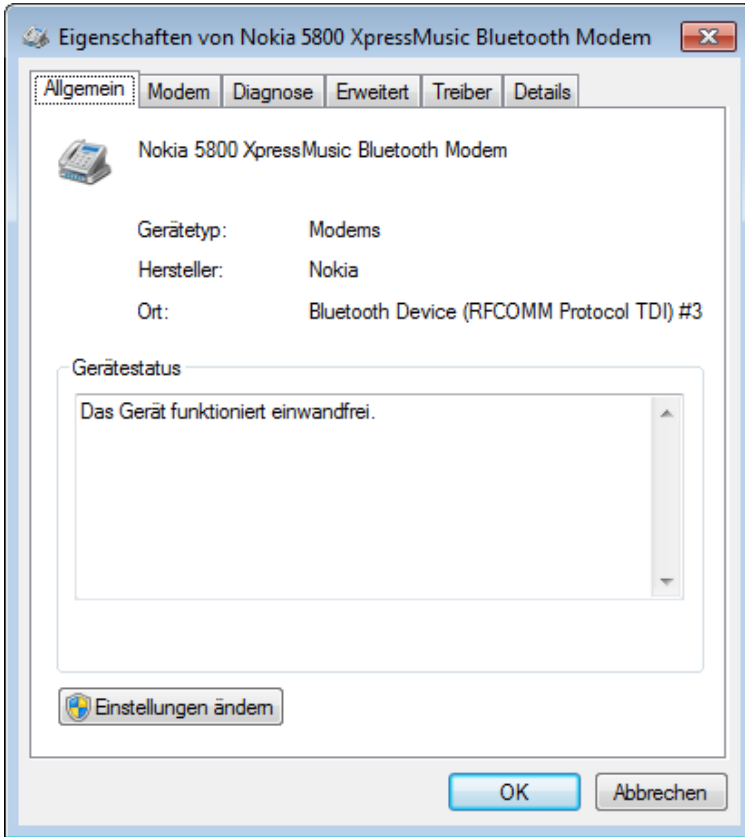 Eigenschaften von Nokia 5800 XpressMusic Bluetooth Modem
Allgemein Modem Diagnose Erweitert Treiber Details
Nokia 5800 XpressMusic Bluetooth Modem
Gerätetyp: Modems
Hersteller: Nokia
Ort: Bluetooth Device (RFCOMM Protocol TDI) #3
Gerätestatus
Das Gerät funktioniert einwandfrei.
Einstellungen ändern
OK Abbrechen